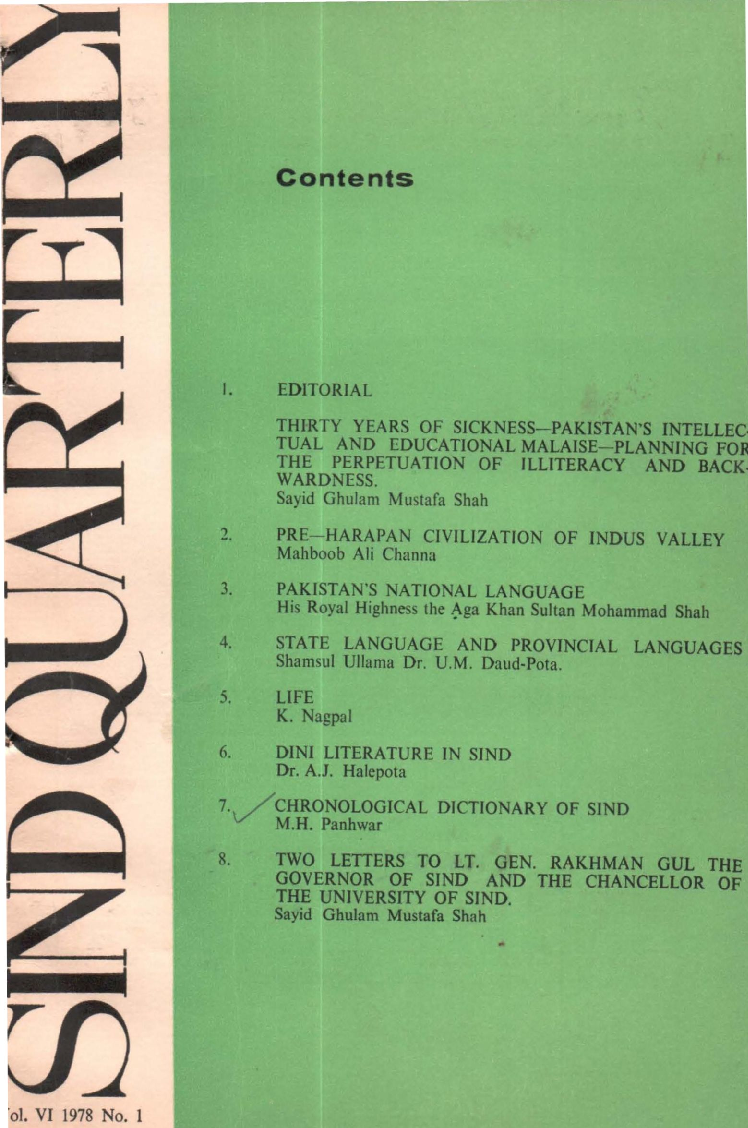 SIND QUARTERLY
Contents
1. EDITORIAL
THIRTY YEARS OF SICKNESS—PAKISTAN'S INTELLEC-
TUAL AND EDUCATIONAL MALAISE—PLANNING FOR
THE PERPETUATION OF ILLITERACY AND BACK-
WARDNESS.
Sayid Ghulam Mustafa Shah
2. PRE—HARAPAN CIVILIZATION OF INDUS VALLEY
Mahboob Ali Channa
3. PAKISTAN'S NATIONAL LANGUAGE
His Royal Highness the Aga Khan Sultan Mohammad Shah
4. STATE LANGUAGE AND PROVINCIAL LANGUAGES
Shamsul Ullama Dr. U.M. Daud-Pota.
5. LIFE
K. Nagpal
6. DINI LITERATURE IN SIND
Dr. A.J. Halepota
7. CHRONOLOGICAL DICTIONARY OF SIND
M.H. Panhwar
8. TWO LETTERS TO LT. GEN. RAKHMAN GUL THE
GOVERNOR OF SIND AND THE CHANCELLOR OF
THE UNIVERSITY OF SIND.
Sayid Ghulam Mustafa Shah
ol. VI 1978 No. 1